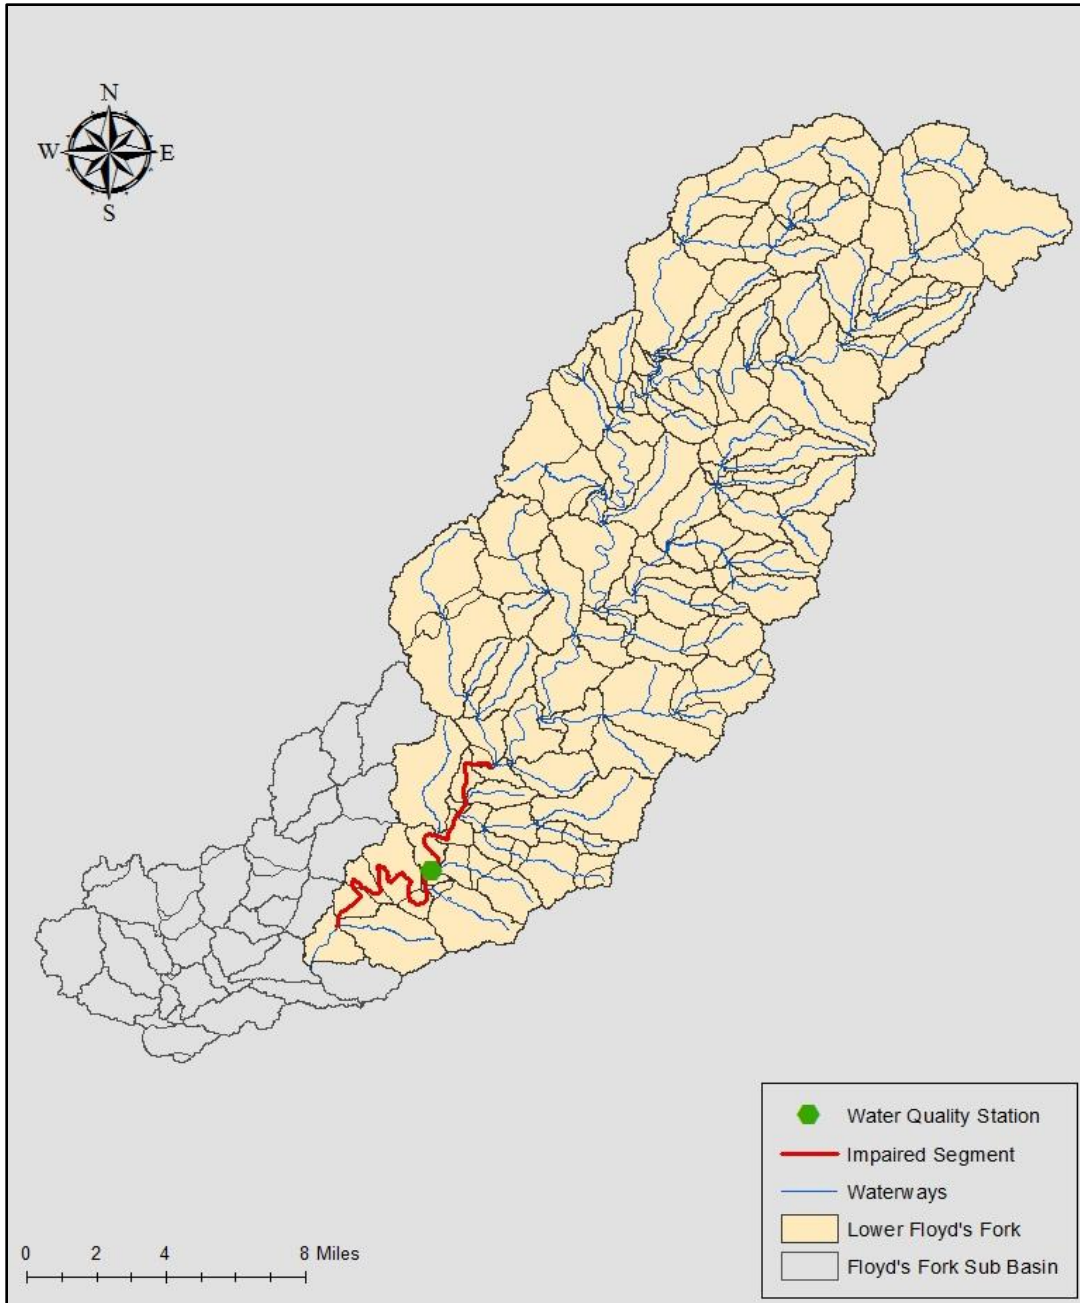 N
W E
S
Water Quality Station
Impaired Segment
Waterways
Lower Floyd's Fork
Floyd's Fork Sub Basin
0 2 4 8 Miles